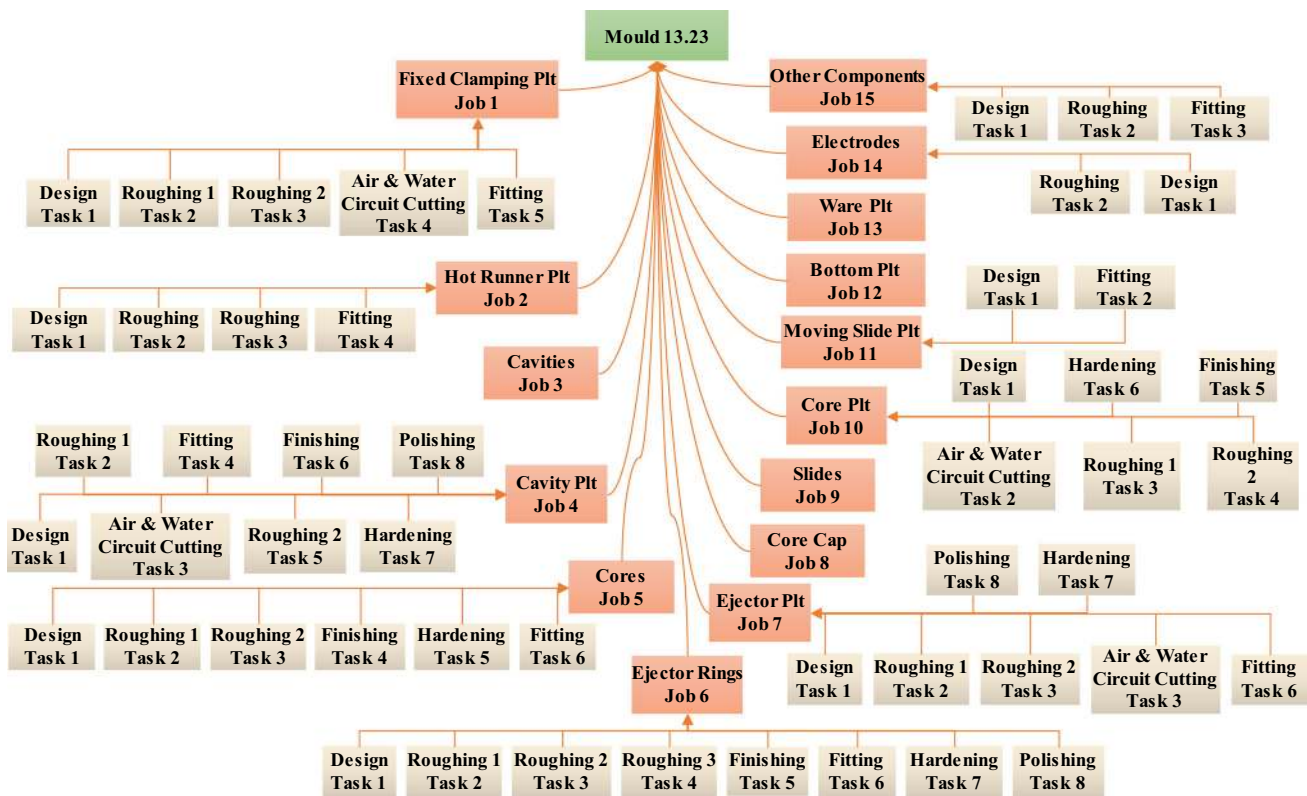 Mould 13.23
Fixed Clamping Plt
Job 1
Design
Task 1
Roughing 1
Task 2
Roughing 2
Task 3
Air & Water
Circuit Cutting
Task 4
Fitting
Task 5
Hot Runner Plt
Job 2
Design
Task 1
Roughing
Task 2
Roughing
Task 3
Fitting
Task 4
Cavities
Job 3
Cavity Plt
Job 4
Roughing 1
Task 2
Fitting
Task 4
Finishing
Task 6
Polishing
Task 8
Design
Task 1
Air & Water
Circuit Cutting
Task 3
Roughing 2
Task 5
Hardening
Task 7
Cores
Job 5
Design
Task 1
Roughing 1
Task 2
Roughing 2
Task 3
Finishing
Task 4
Hardening
Task 5
Fitting
Task 6
Ejector Rings
Job 6
Design
Task 1
Roughing 1
Task 2
Roughing 2
Task 3
Roughing 3
Task 4
Finishing
Task 5
Fitting
Task 6
Hardening
Task 7
Polishing
Task 8
Other Components
Job 15
Design
Task 1
Roughing
Task 2
Fitting
Task 3
Electrodes
Job 14
Roughing
Task 2
Design
Task 1
Ware Plt
Job 13
Bottom Plt
Job 12
Moving Slide Plt
Job 11
Design
Task 1
Fitting
Task 2
Core Plt
Job 10
Design
Task 1
Hardening
Task 6
Finishing
Task 5
Air & Water
Circuit Cutting
Task 2
Roughing 1
Task 3
Roughing
2
Task 4
Slides
Job 9
Core Cap
Job 8
Ejector Plt
Job 7
Polishing
Task 8
Hardening
Task 7
Design
Task 1
Roughing 1
Task 2
Roughing 2
Task 3
Air & Water
Circuit Cutting
Task 3
Fitting
Task 6